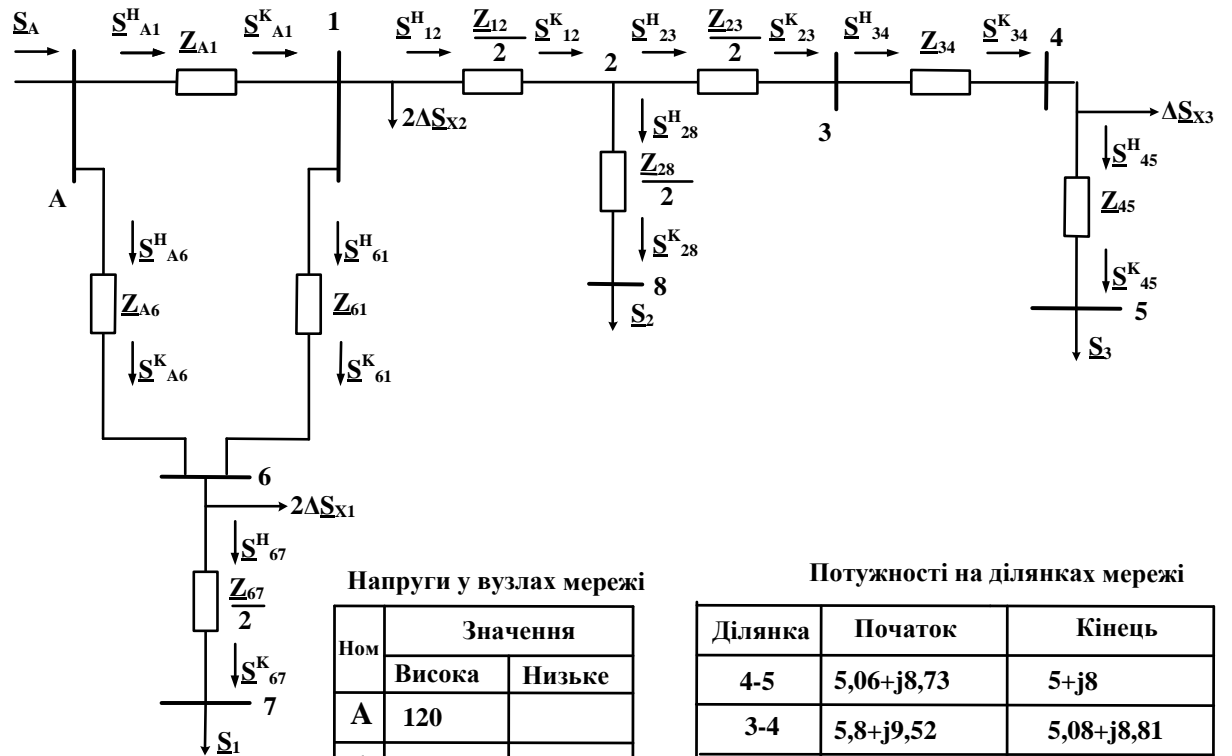 S_A S^H_A1 Z_A1 S^K_A1 1 S^H_12 Z_12/2 S^K_12 2 S^H_23 Z_23/2 S^K_23 S^H_34 Z_34 S^K_34 4
2ΔS_X2 3 ΔS_X3
A S^H_28 S^H_45
Z_28/2 Z_45
S^H_A6 S^H_61 S^K_28 S^K_45
Z_A6 Z_61 8 5
S^K_A6 S^K_61 S_2 S_3
6
2ΔS_X1
S^H_67
Z_67/2
S^K_67
7
S_1
Напруги у вузлах мережі
Ном Значення
Висока Низьке
А 120
Потужності на ділянках мережі
Ділянка Початок Кінець
4-5 5,06+j8,73 5+j8
3-4 5,8+j9,52 5,08+j8,81